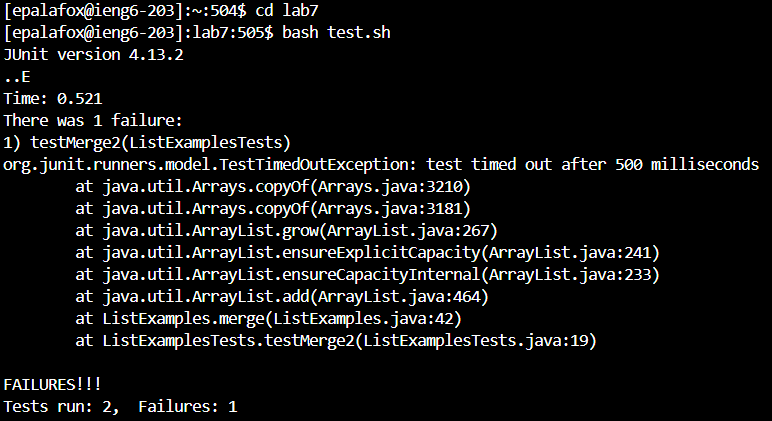 [epalafox@ieng6-203]:~:504$ cd lab7
[epalafox@ieng6-203]:lab7:505$ bash test.sh
JUnit version 4.13.2
..E
Time: 0.521
There was 1 failure:
1) testMerge2(ListExamplesTests)
org.junit.runners.model.TestTimedOutException: test timed out after 500 milliseconds
        at java.util.Arrays.copyOf(Arrays.java:3210)
        at java.util.Arrays.copyOf(Arrays.java:3181)
        at java.util.ArrayList.grow(ArrayList.java:267)
        at java.util.ArrayList.ensureExplicitCapacity(ArrayList.java:241)
        at java.util.ArrayList.ensureCapacityInternal(ArrayList.java:233)
        at java.util.ArrayList.add(ArrayList.java:464)
        at ListExamples.merge(ListExamples.java:42)
        at ListExamplesTests.testMerge2(ListExamplesTests.java:19)

FAILURES!!!
Tests run: 2,  Failures: 1